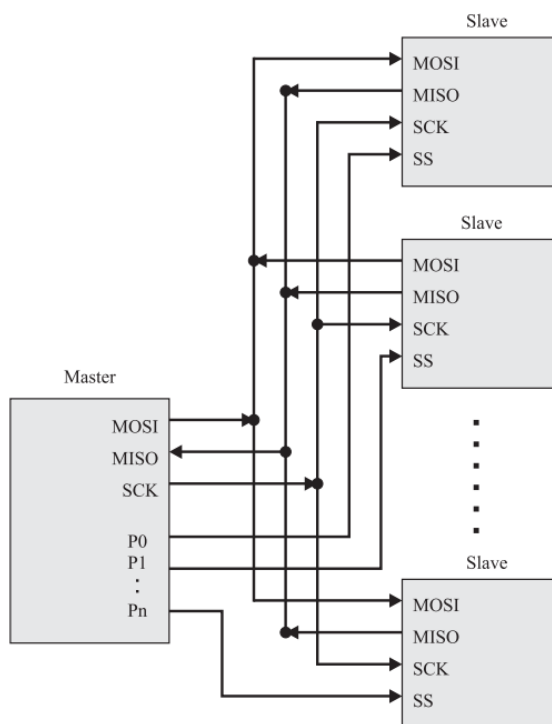 Slave
MOSI
MISO
SCK
SS
Slave
MOSI
MISO
SCK
SS
Master
MOSI
MISO
SCK
P0
P1
Pn
Slave
MOSI
MISO
SCK
SS